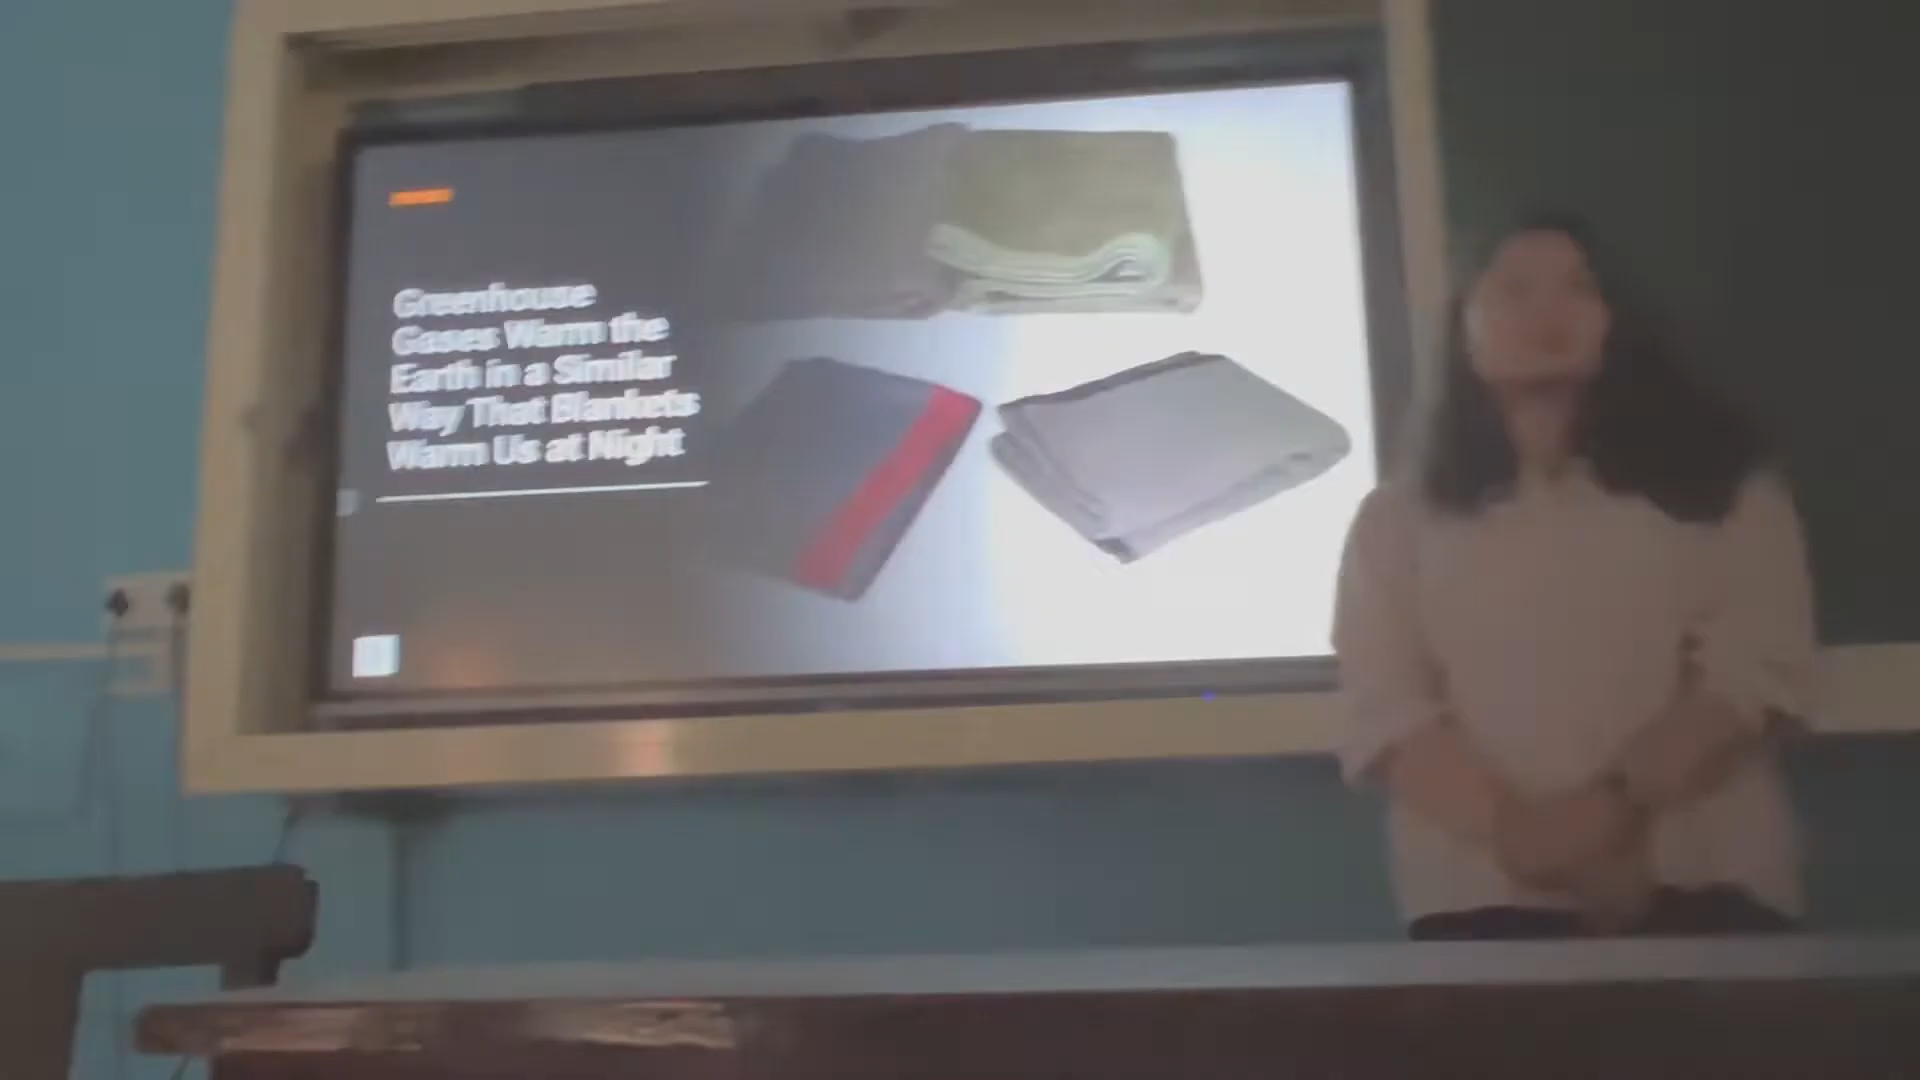 Greenhouse
Gases Warm the
Earth in a Similar
Way That Blankets
Warm Us at Night